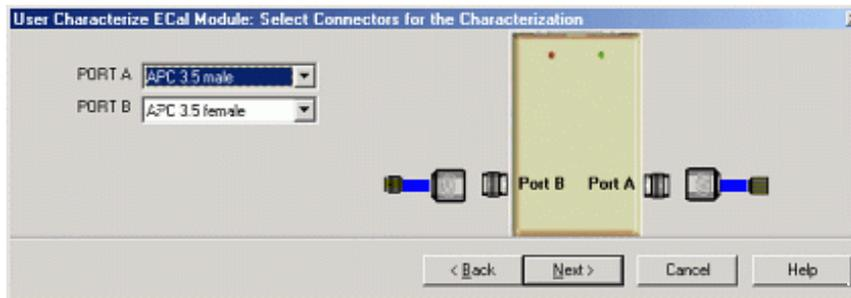 User Characterize ECal Module: Select Connectors for the Characterization
PORT A APC 3.5 male
PORT B APC 3.5 female
Port B Port A
< Back Next > Cancel Help